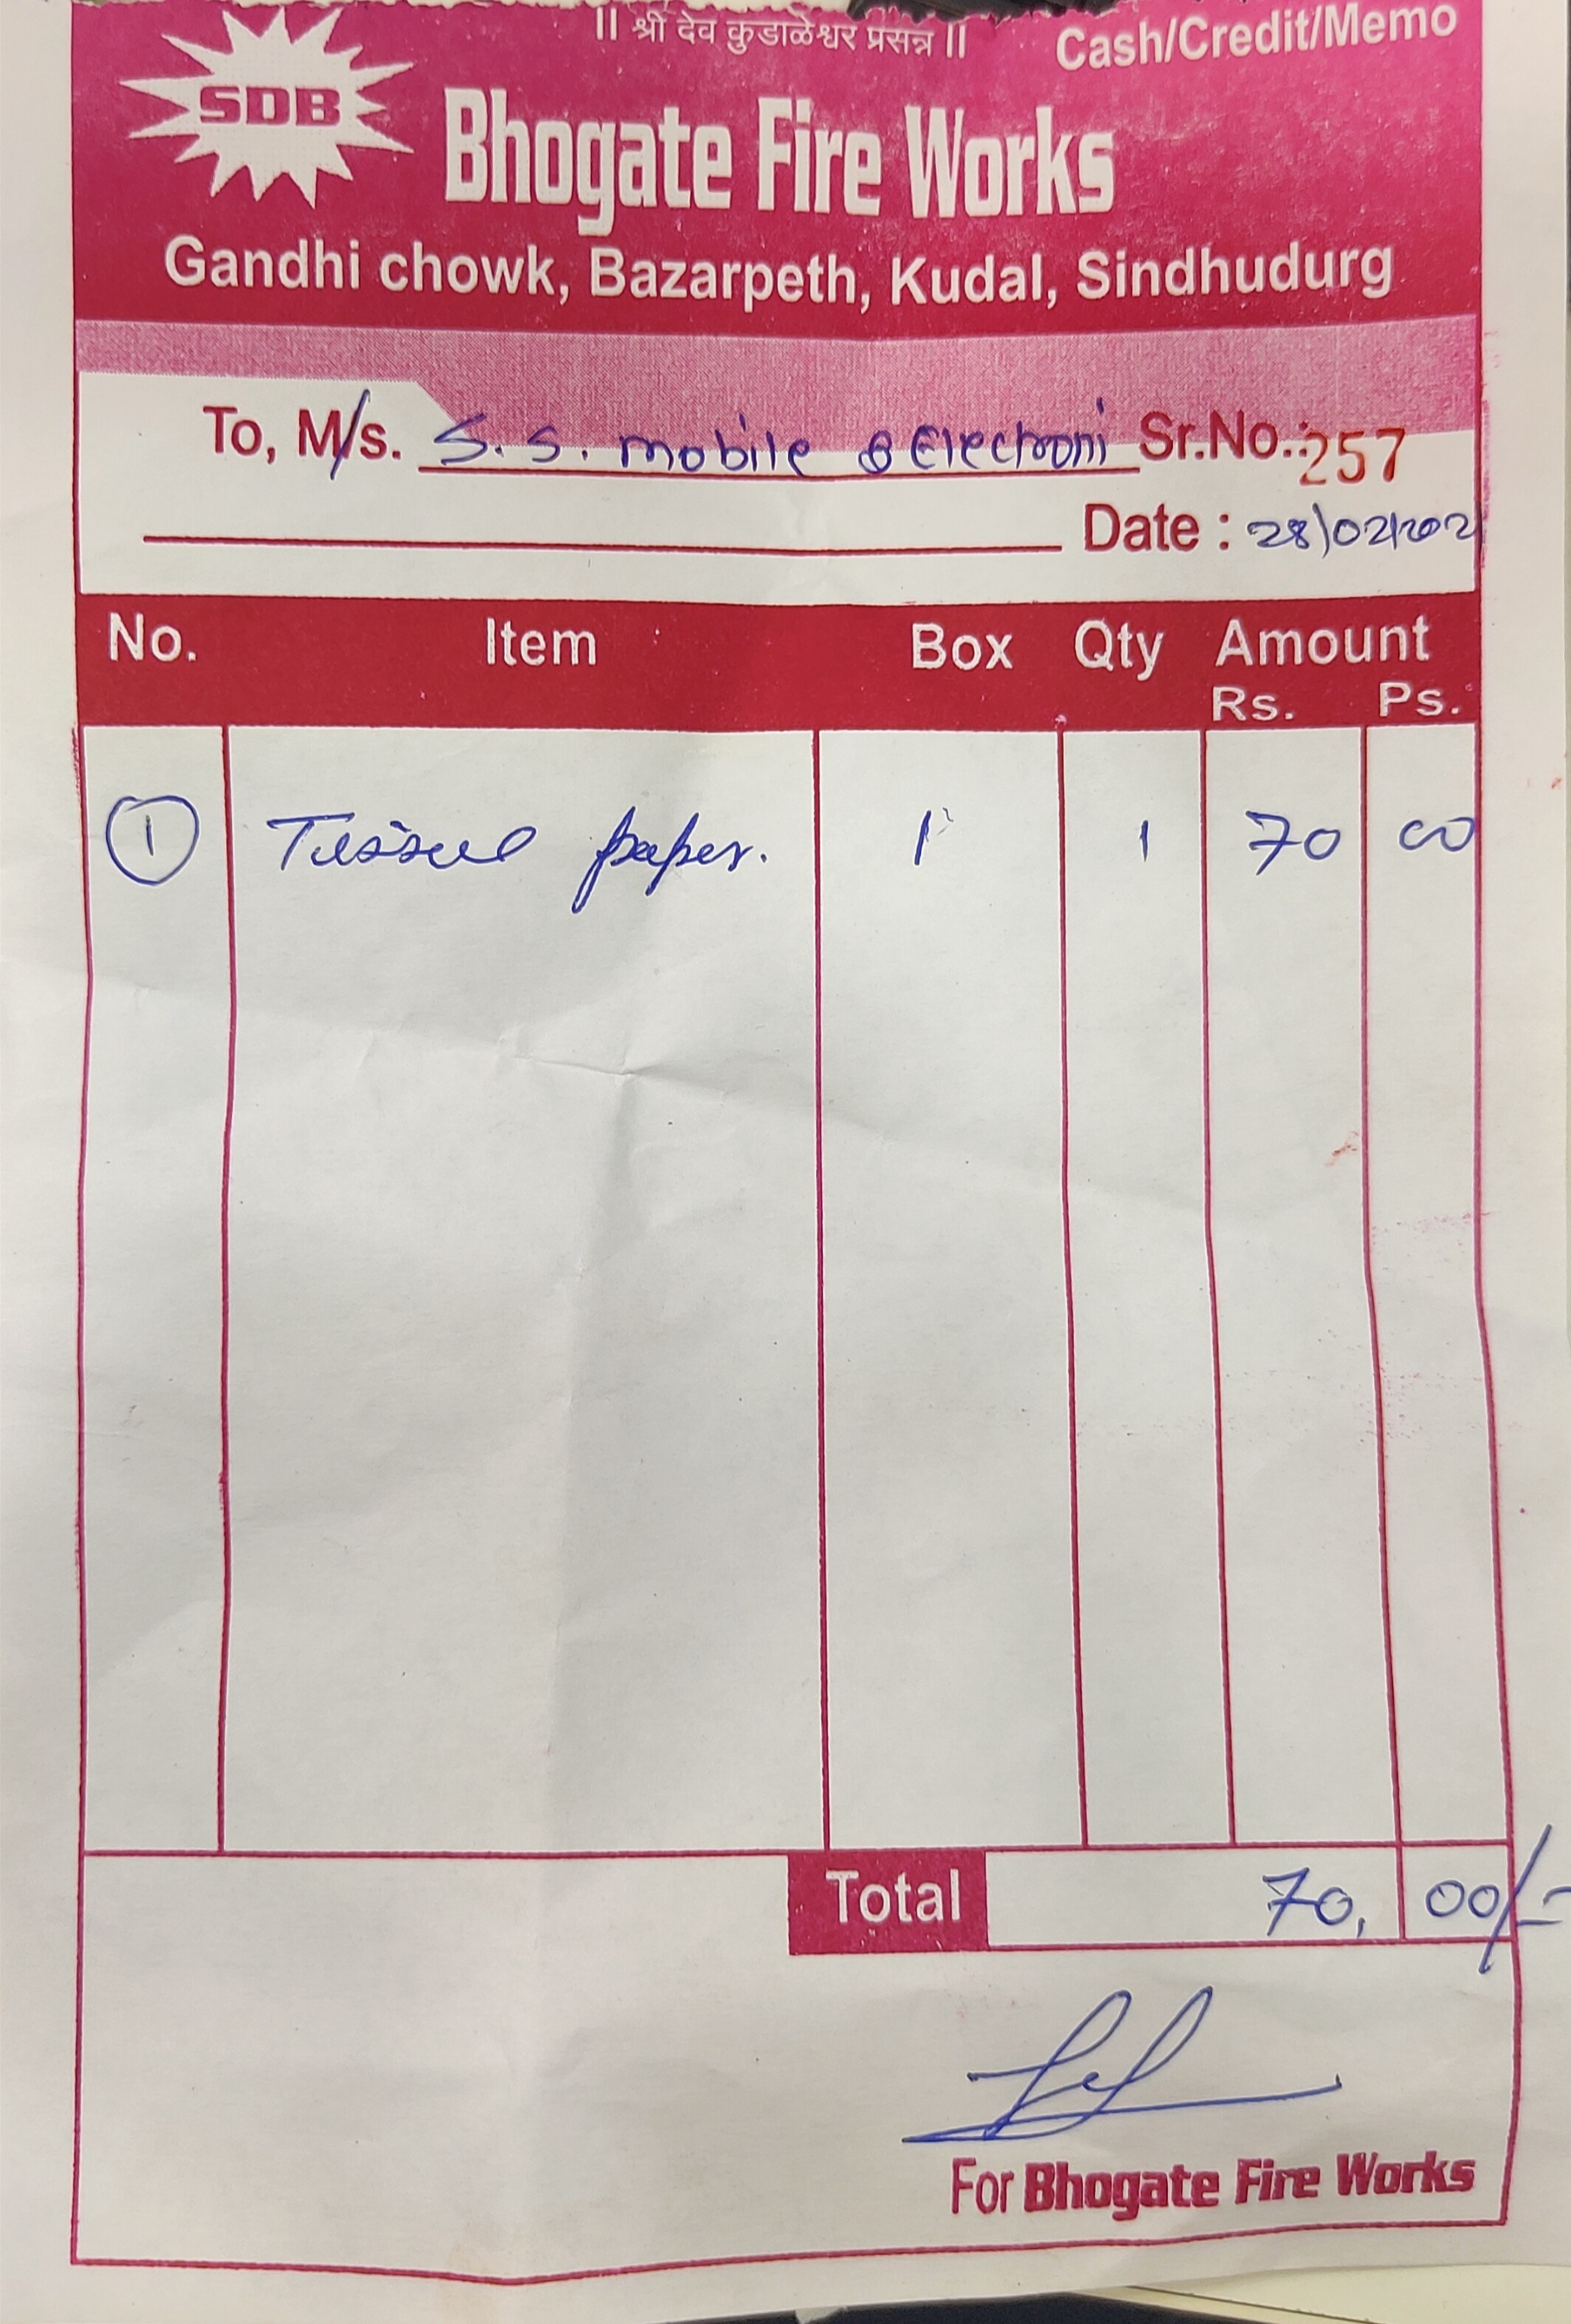 || श्री देव कुडाळेश्वर प्रसन्न ||
Cash/Credit/Memo
SDB
Bhogate Fire Works
Gandhi chowk, Bazarpeth, Kudal, Sindhudurg
To, M/s. S. S. mobile & Electroni Sr.No.:257
Date : 28/02/202
No. Item Box Qty Amount
Rs. Ps.
1 Tissue paper. 1 1 70 00
Total 70, 00/-
For Bhogate Fire Works